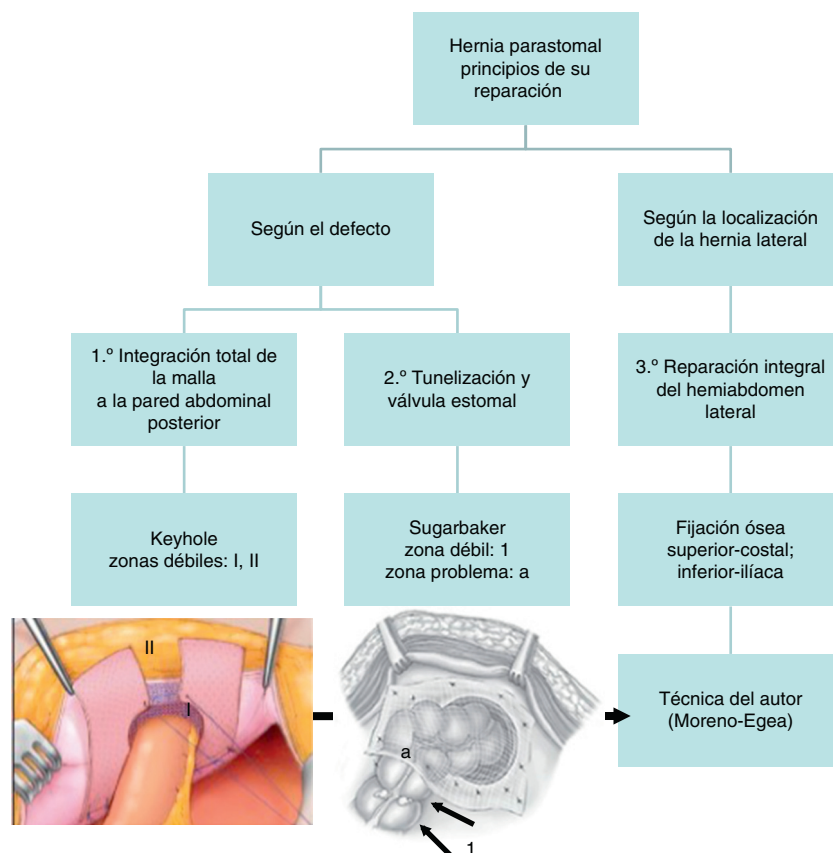 Hernia parastomal
principios de su
reparación
Según el defecto
Según la localización
de la hernia lateral
1.º Integración total de
la malla
a la pared abdominal
posterior
2.º Tunelización y
válvula estomal
3.º Reparación integral
del hemiabdomen
lateral
Keyhole
zonas débiles: I, II
Sugarbaker
zona débil: 1
zona problema: a
Fijación ósea
superior-costal;
inferior-ilíaca
II
I
a
1
Técnica del autor
(Moreno-Egea)